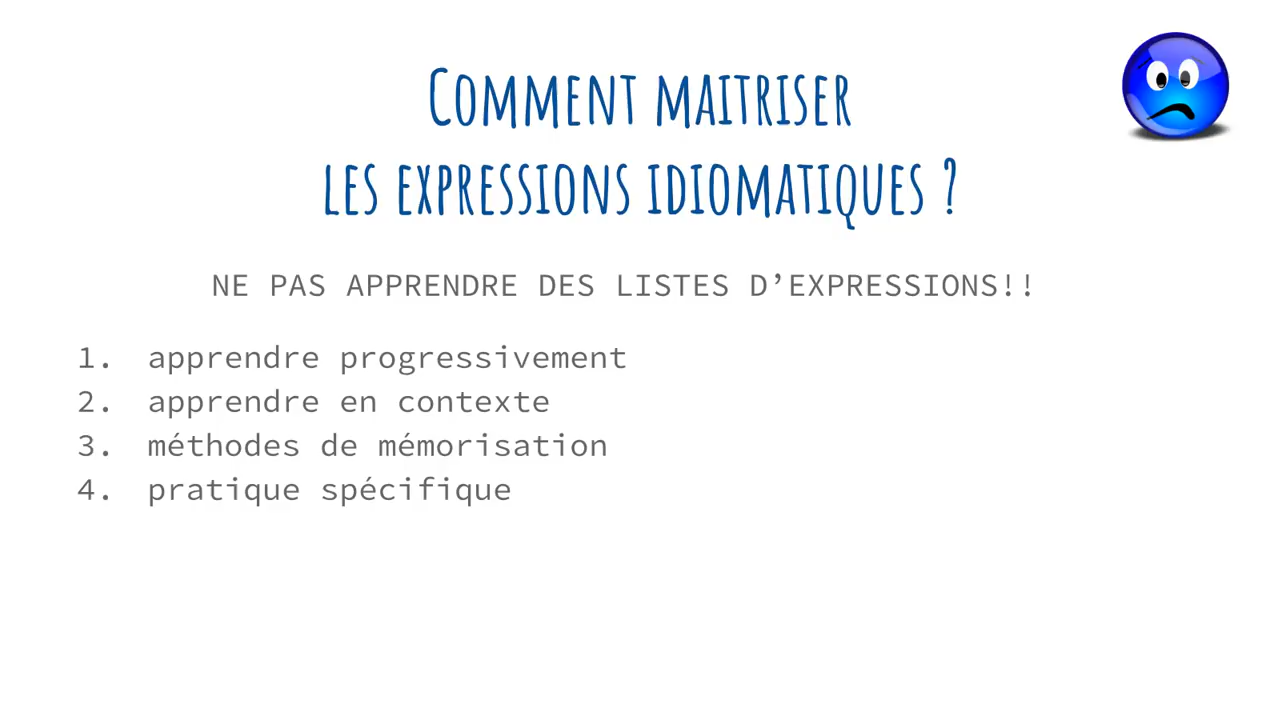 Comment maitriser
les expressions idiomatiques ?
NE PAS APPRENDRE DES LISTES D’EXPRESSIONS!!
1. apprendre progressivement
2. apprendre en contexte
3. méthodes de mémorisation
4. pratique spécifique